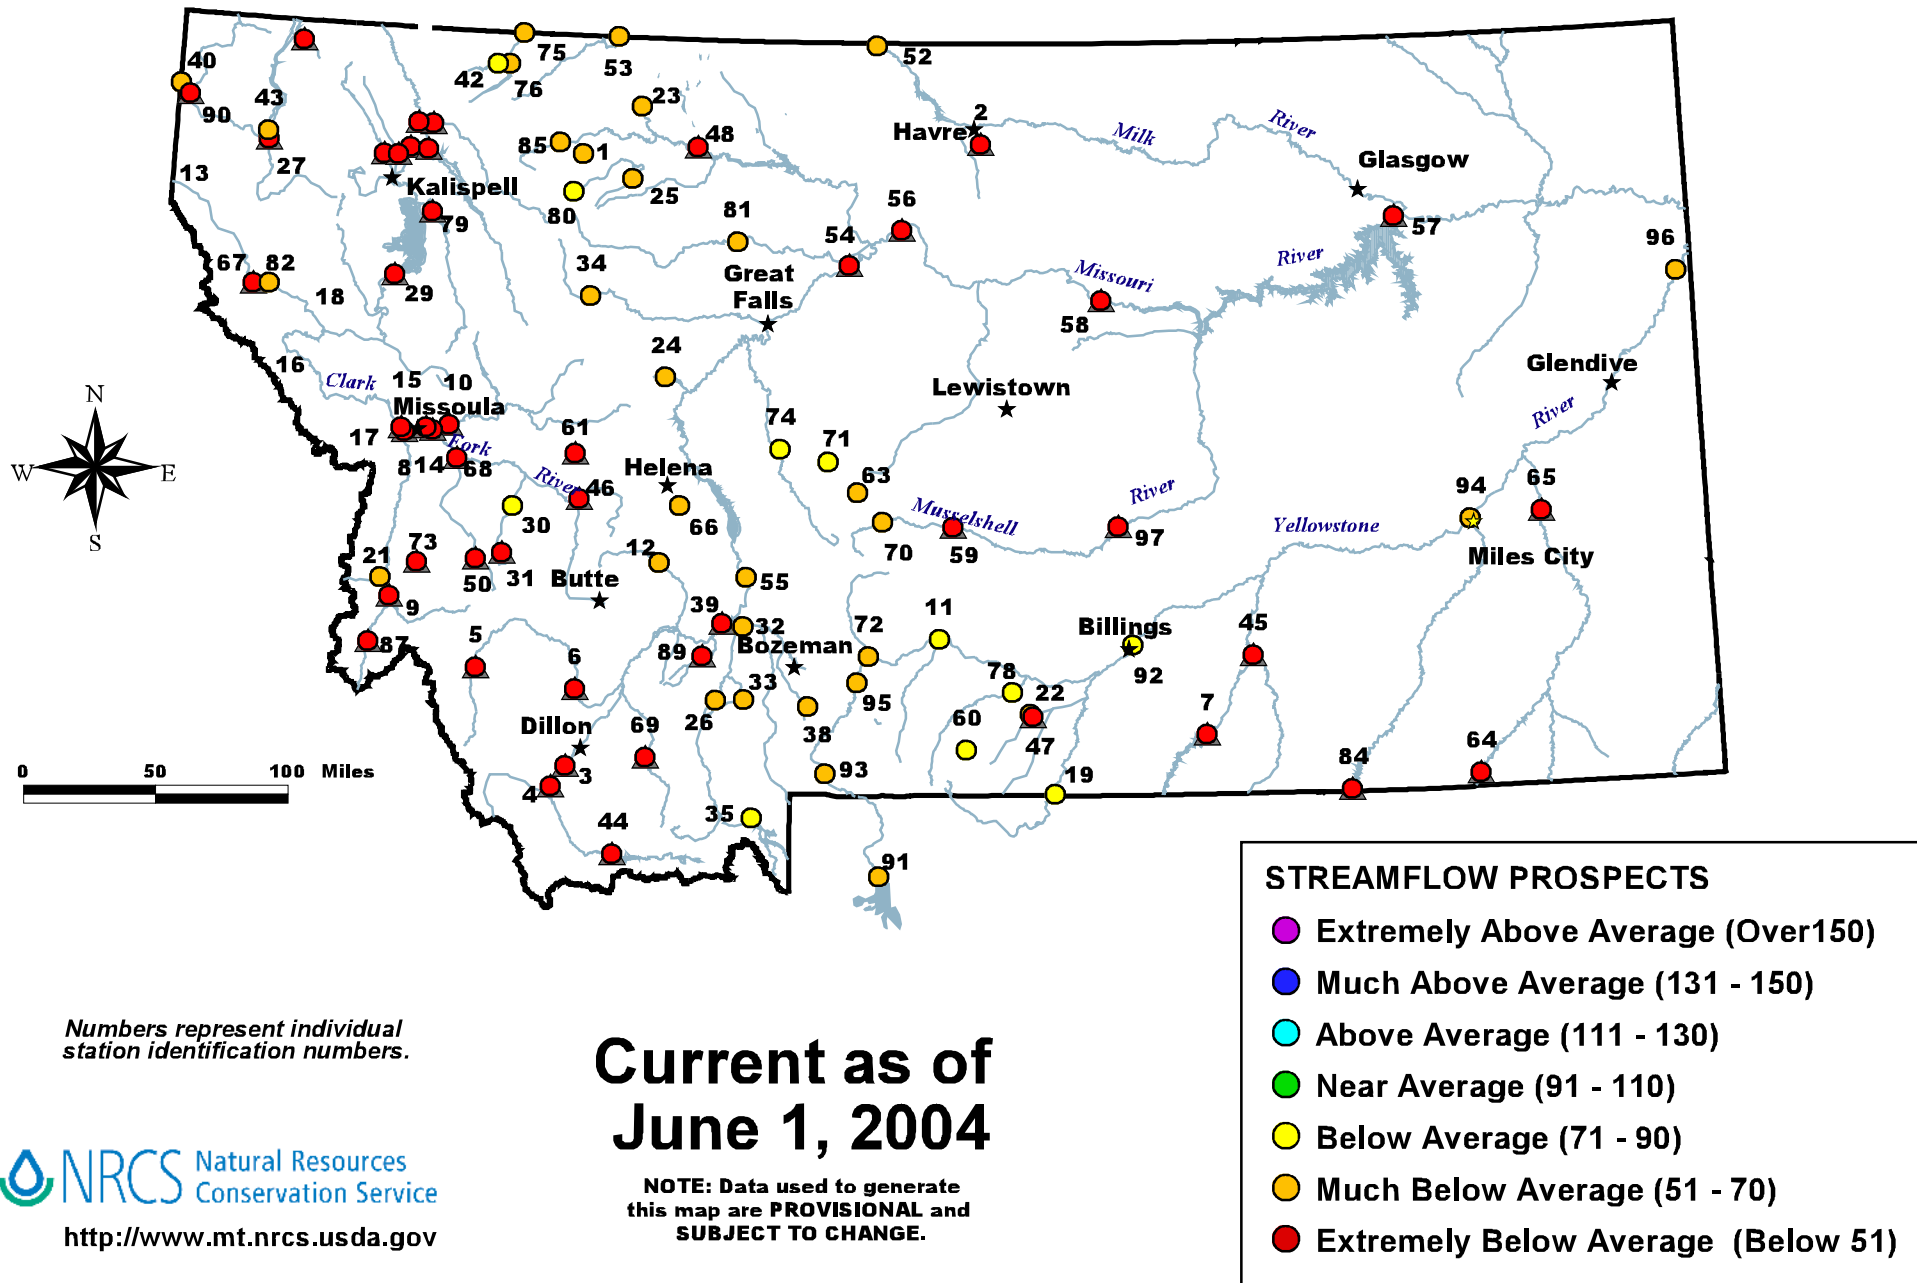 40
75
53
52
42
76
43
23
90
2
Havre
Milk
River
48
85
1
Glasgow
27
13
Kalispell
25
80
81
56
79
57
54
96
67
82
34
Great
Falls
River
Missouri
29
18
58
24
16
Clark
15
10
Missoula
Lewistown
Glendive
River
74
17
Fork
61
71
814
68
Helena
63
River
46
River
94
65
30
66
Musselshell
Yellowstone
70
59
97
Miles City
21
73
12
50
31
Butte
55
9
39
32
11
87
5
89
Bozeman
72
Billings
45
6
78
92
33
95
22
26
60
7
Dillon
69
38
47
64
0 50 100 Miles
3
93
19
84
4
35
44
91
N
W E
S
STREAMFLOW PROSPECTS
Extremely Above Average (Over150)
Much Above Average (131 - 150)
Above Average (111 - 130)
Near Average (91 - 110)
Below Average (71 - 90)
Much Below Average (51 - 70)
Extremely Below Average (Below 51)
Numbers represent individual
station identification numbers.
Current as of
June 1, 2004
NOTE: Data used to generate
this map are PROVISIONAL and
SUBJECT TO CHANGE.
NRCS Natural Resources
Conservation Service
http://www.mt.nrcs.usda.gov